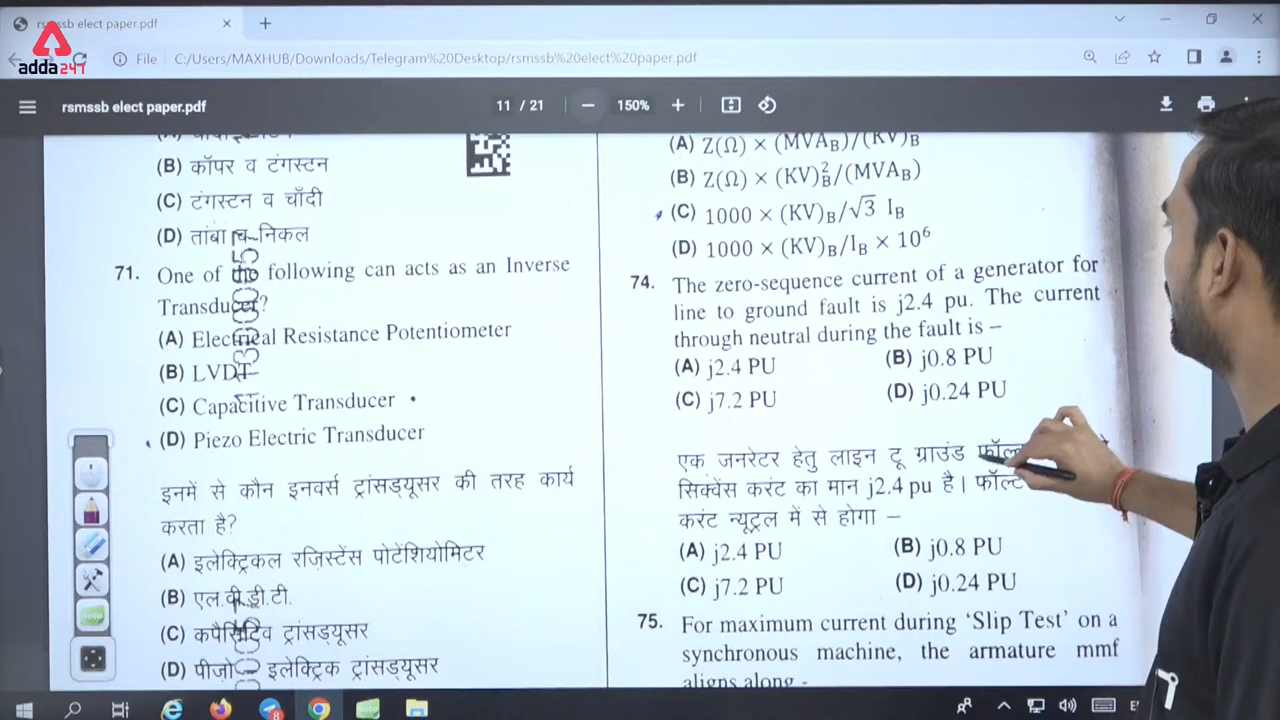 rsmssb elect paper.pdf
adda247
File C:/Users/MAXHUB/Downloads/Telegram%20Desktop/rsmssb%20elect%20paper.pdf
rsmssb elect paper.pdf
11 / 21
150%
(B) कॉपर व टंगस्टन
(C) टंगस्टन व चाँदी
(D) तांबा व निकल
71. One of the following can acts as an Inverse
Transducer?
(A) Electrical Resistance Potentiometer
(B) LVDT
(C) Capacitive Transducer
(D) Piezo Electric Transducer
इनमें से कौन इनवर्स ट्रांसड्यूसर की तरह कार्य
करता है?
(A) इलेक्ट्रिकल रज़िस्टेंस पोटेंशियोमिटर
(B) एल.वी.डी.टी.
(C) कपैसिटिव ट्रांसड्यूसर
(D) पीज़ो इलेक्ट्रिक ट्रांसड्यूसर
(A) Z(Ω) × (MVA_B)/(KV)_B
(B) Z(Ω) × (KV)²_B/(MVA_B)
(C) 1000 × (KV)_B/√3 I_B
(D) 1000 × (KV)_B/I_B × 10⁶
74. The zero-sequence current of a generator for
line to ground fault is j2.4 pu. The current
through neutral during the fault is –
(A) j2.4 PU (B) j0.8 PU
(C) j7.2 PU (D) j0.24 PU
एक जनरेटर हेतु लाइन टू ग्राउंड
सिक्वेंस करंट का मान j2.4 pu है। फॉल्ट
करंट न्यूट्रल में से होगा –
(A) j2.4 PU (B) j0.8 PU
(C) j7.2 PU (D) j0.24 PU
75. For maximum current during 'Slip Test' on a
synchronous machine, the armature mmf
aligns along -